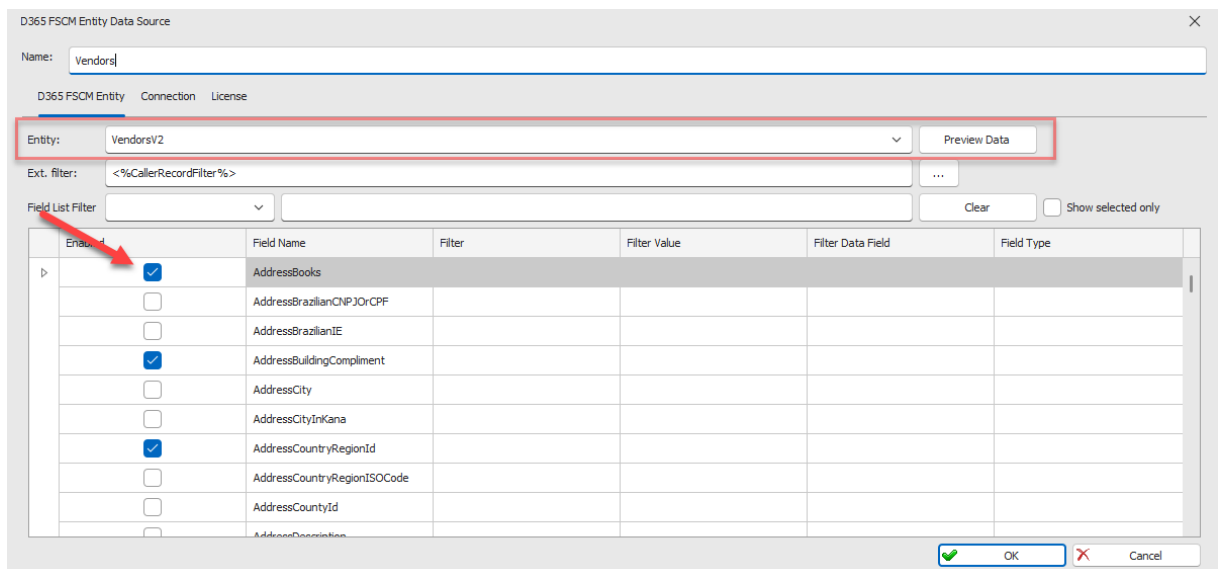 D365 FSCM Entity Data Source
Name: Vendors
D365 FSCM Entity Connection License
Entity: VendorsV2 Preview Data
Ext. filter: <%CallerRecordFilter%> ...
Field List Filter Clear Show selected only
Enabled Field Name Filter Filter Value Filter Data Field Field Type
AddressBooks
AddressBrazilianCNPJOrCPF
AddressBrazilianIE
AddressBuildingCompliment
AddressCity
AddressCityInKana
AddressCountryRegionId
AddressCountryRegionISOCode
AddressCountyId
AddressDescription
OK Cancel